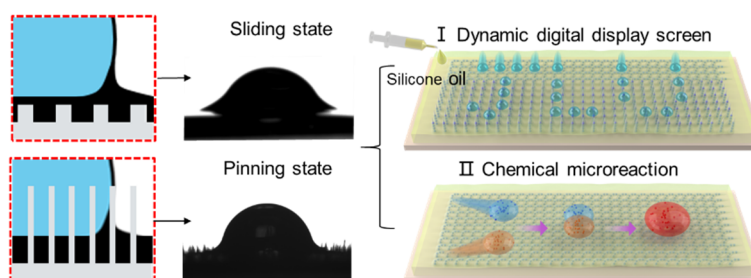 Sliding state
I Dynamic digital display screen
Silicone oil
Pinning state
II Chemical microreaction